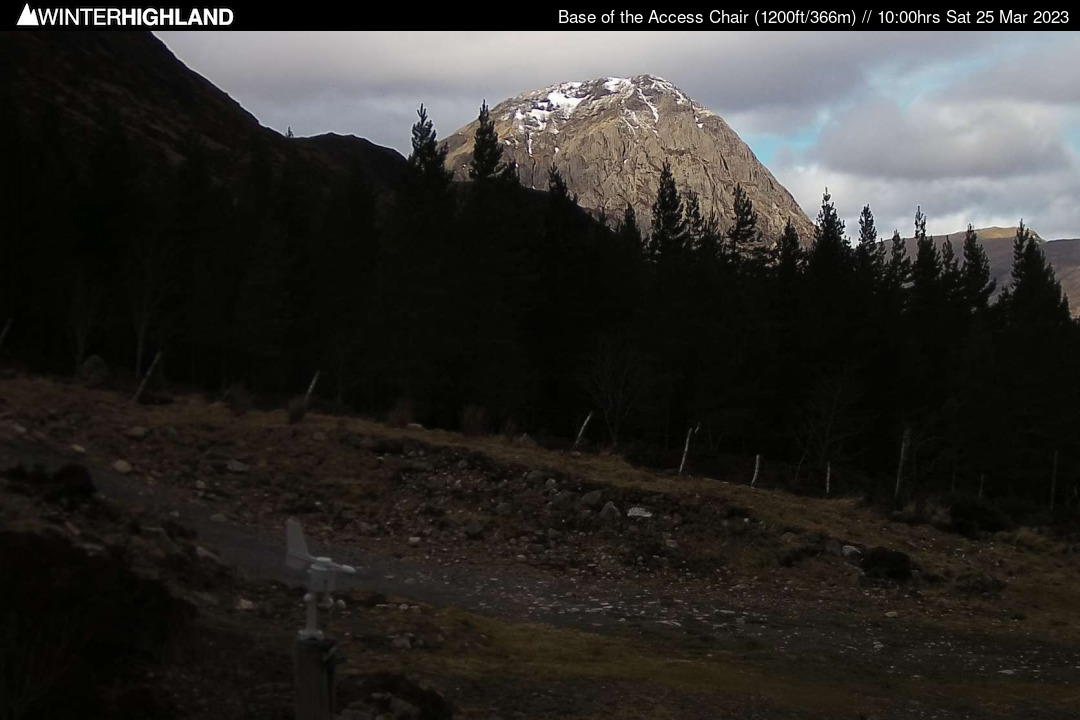 WINTERHIGHLAND
Base of the Access Chair (1200ft/366m) // 10:00hrs Sat 25 Mar 2023